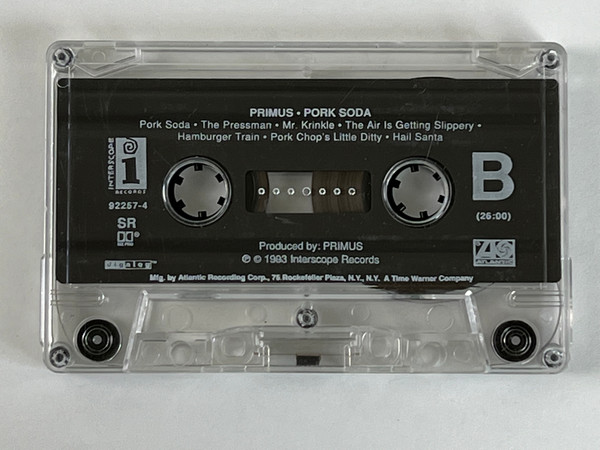 PRIMUS • PORK SODA
Pork Soda • The Pressman • Mr. Krinkle • The Air Is Getting Slippery •
Hamburger Train • Pork Chop's Little Ditty • Hail Santa
INTERSCOPE
i
RECORDS
92257-4
SR
B
(26:00)
Produced by: PRIMUS
℗ © 1993 Interscope Records
ATLANTIC
Mfg. by Atlantic Recording Corp., 75 Rockefeller Plaza, N.Y., N.Y. A Time Warner Company